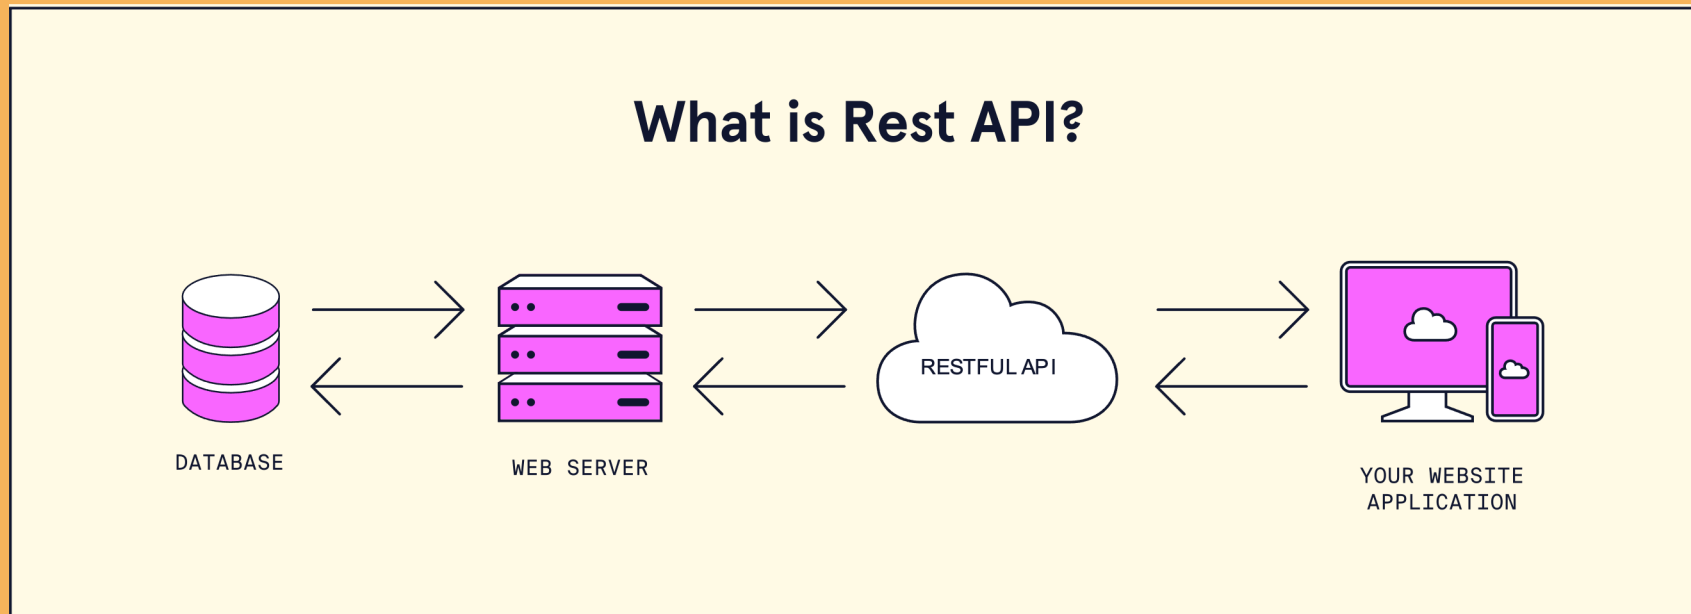 What is Rest API?
RESTFUL API
DATABASE
WEB SERVER
YOUR WEBSITE
APPLICATION